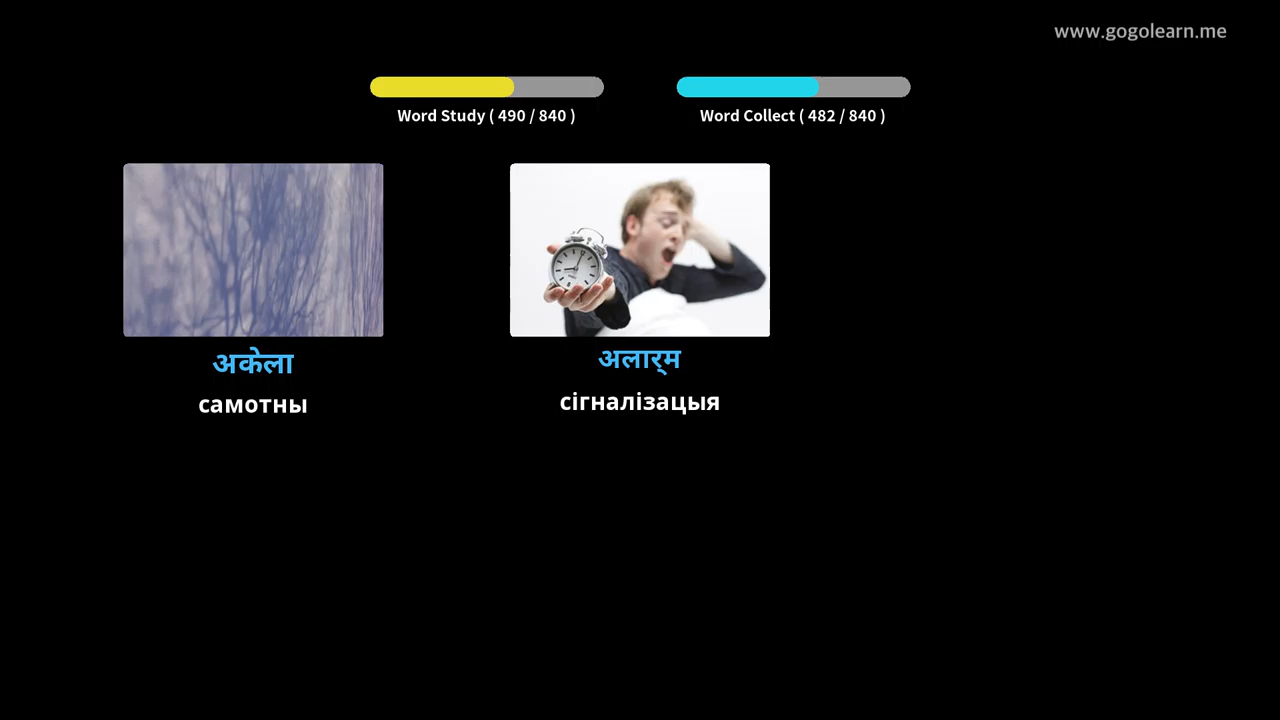 www.gogolearn.me
Word Study ( 490 / 840 )
Word Collect ( 482 / 840 )
अकेला
अलार्म
самотны
сігналізацыя